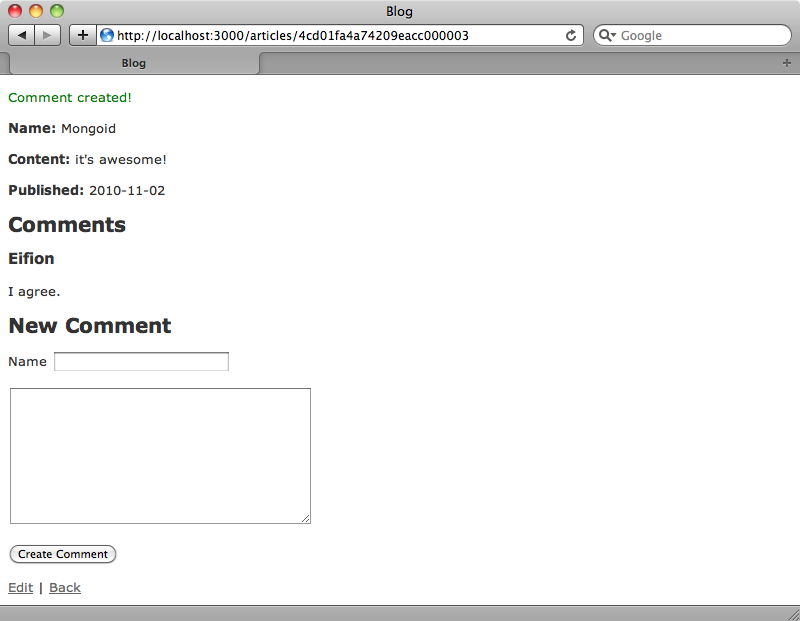 Blog
http://localhost:3000/articles/4cd01fa4a74209eacc000003
Google
Blog
Comment created!
Name: Mongoid
Content: it's awesome!
Published: 2010-11-02
Comments
Eifion
I agree.
New Comment
Name
Create Comment
Edit | Back